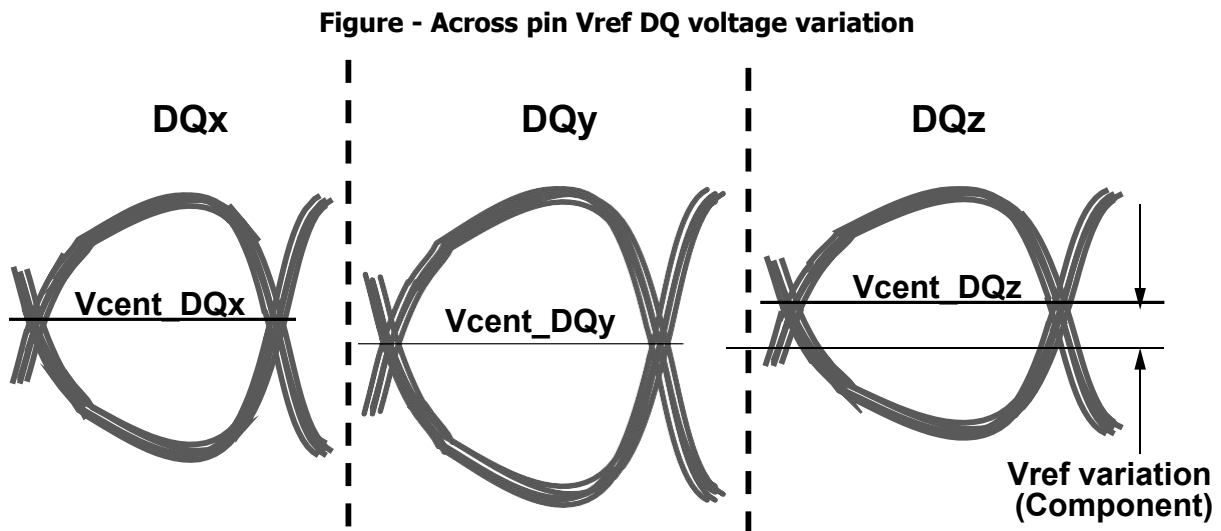 Figure - Across pin Vref DQ voltage variation
DQx
DQy
DQz
Vcent_DQx
Vcent_DQy
Vcent_DQz
Vref variation
(Component)